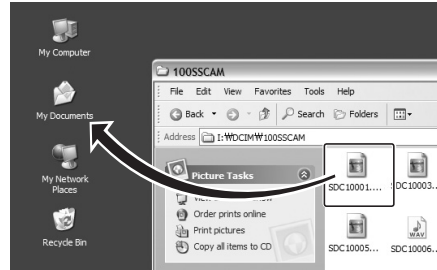 My Computer
My Documents
My Network
Places
Recycle Bin
100SSCAM
File Edit View Favorites Tools Help
Back Search Folders
Address I:₩DCIM₩100SSCAM
Picture Tasks
Order prints online
Print pictures
Copy all items to CD
SDC10001.... SDC10003...
SDC10005... SDC10006...
WAV